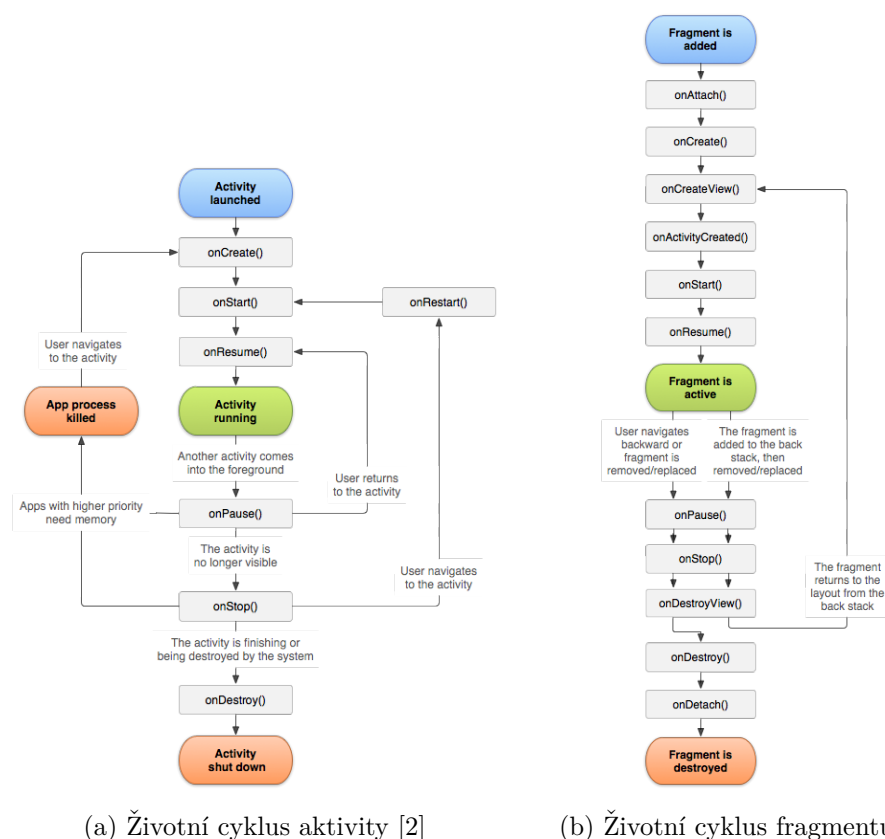 Activity
launched
onCreate()
onStart()
onRestart()
onResume()
User navigates
to the activity
App process
killed
Activity
running
Another activity comes
into the foreground
User returns
to the activity
Apps with higher priority
need memory
onPause()
The activity is
no longer visible
User navigates
to the activity
onStop()
The activity is finishing or
being destroyed by the system
onDestroy()
Activity
shut down
(a) Životní cyklus aktivity [2]
Fragment is
added
onAttach()
onCreate()
onCreateView()
onActivityCreated()
onStart()
onResume()
Fragment is
active
User navigates
backward or
fragment is
removed/replaced
The fragment is
added to the back
stack, then
removed/replaced
onPause()
onStop()
onDestroyView()
The fragment
returns to the
layout from the
back stack
onDestroy()
onDetach()
Fragment is
destroyed
(b) Životní cyklus fragmentu